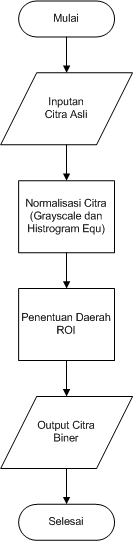 Mulai
Inputan
Citra Asli
Normalisasi Citra
(Grayscale dan
Histrogram Equ)
Penentuan Daerah
ROI
Output Citra
Biner
Selesai